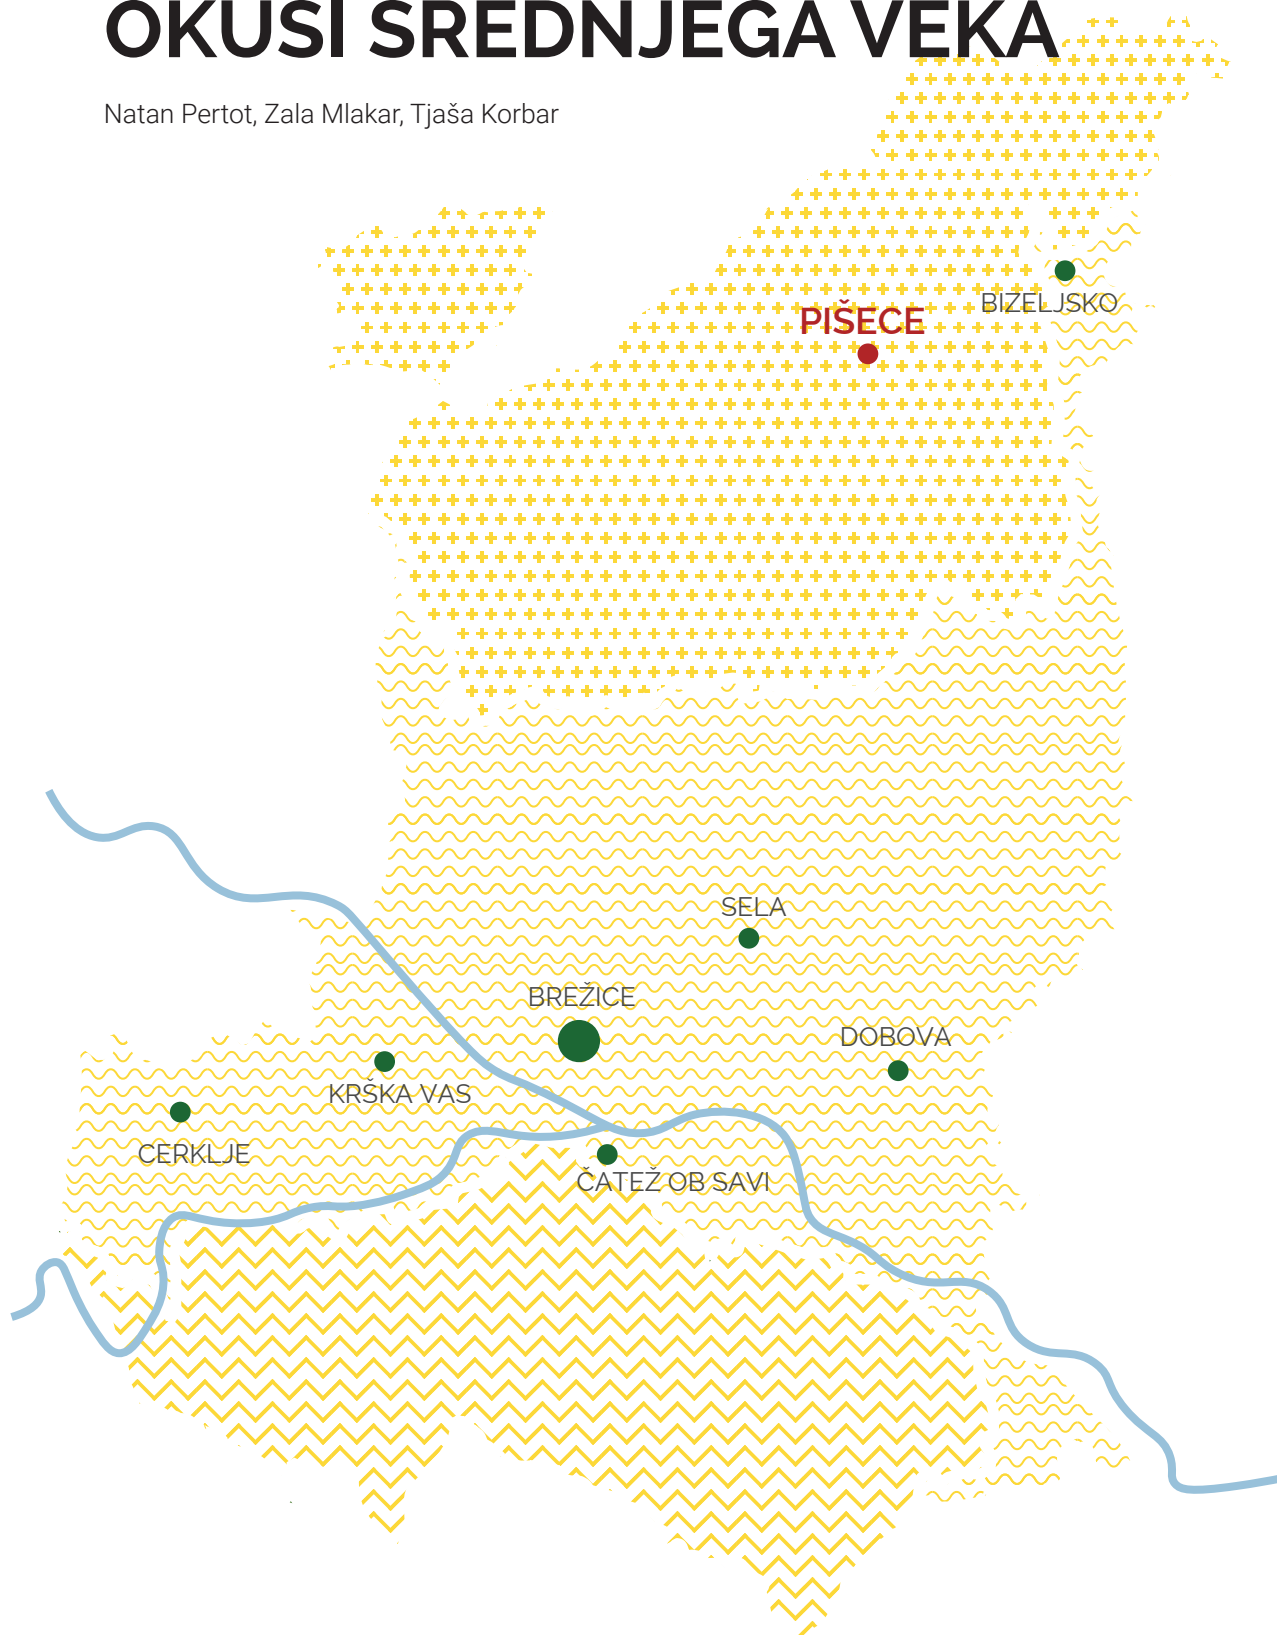 OKUSI SREDNJEGA VEKA
Natan Pertot, Zala Mlakar, Tjaša Korbar
BIZELJSKO
PIŠECE
SELA
BREŽICE
DOBOVA
KRŠKA VAS
CERKLJE
ČATEŽ OB SAVI